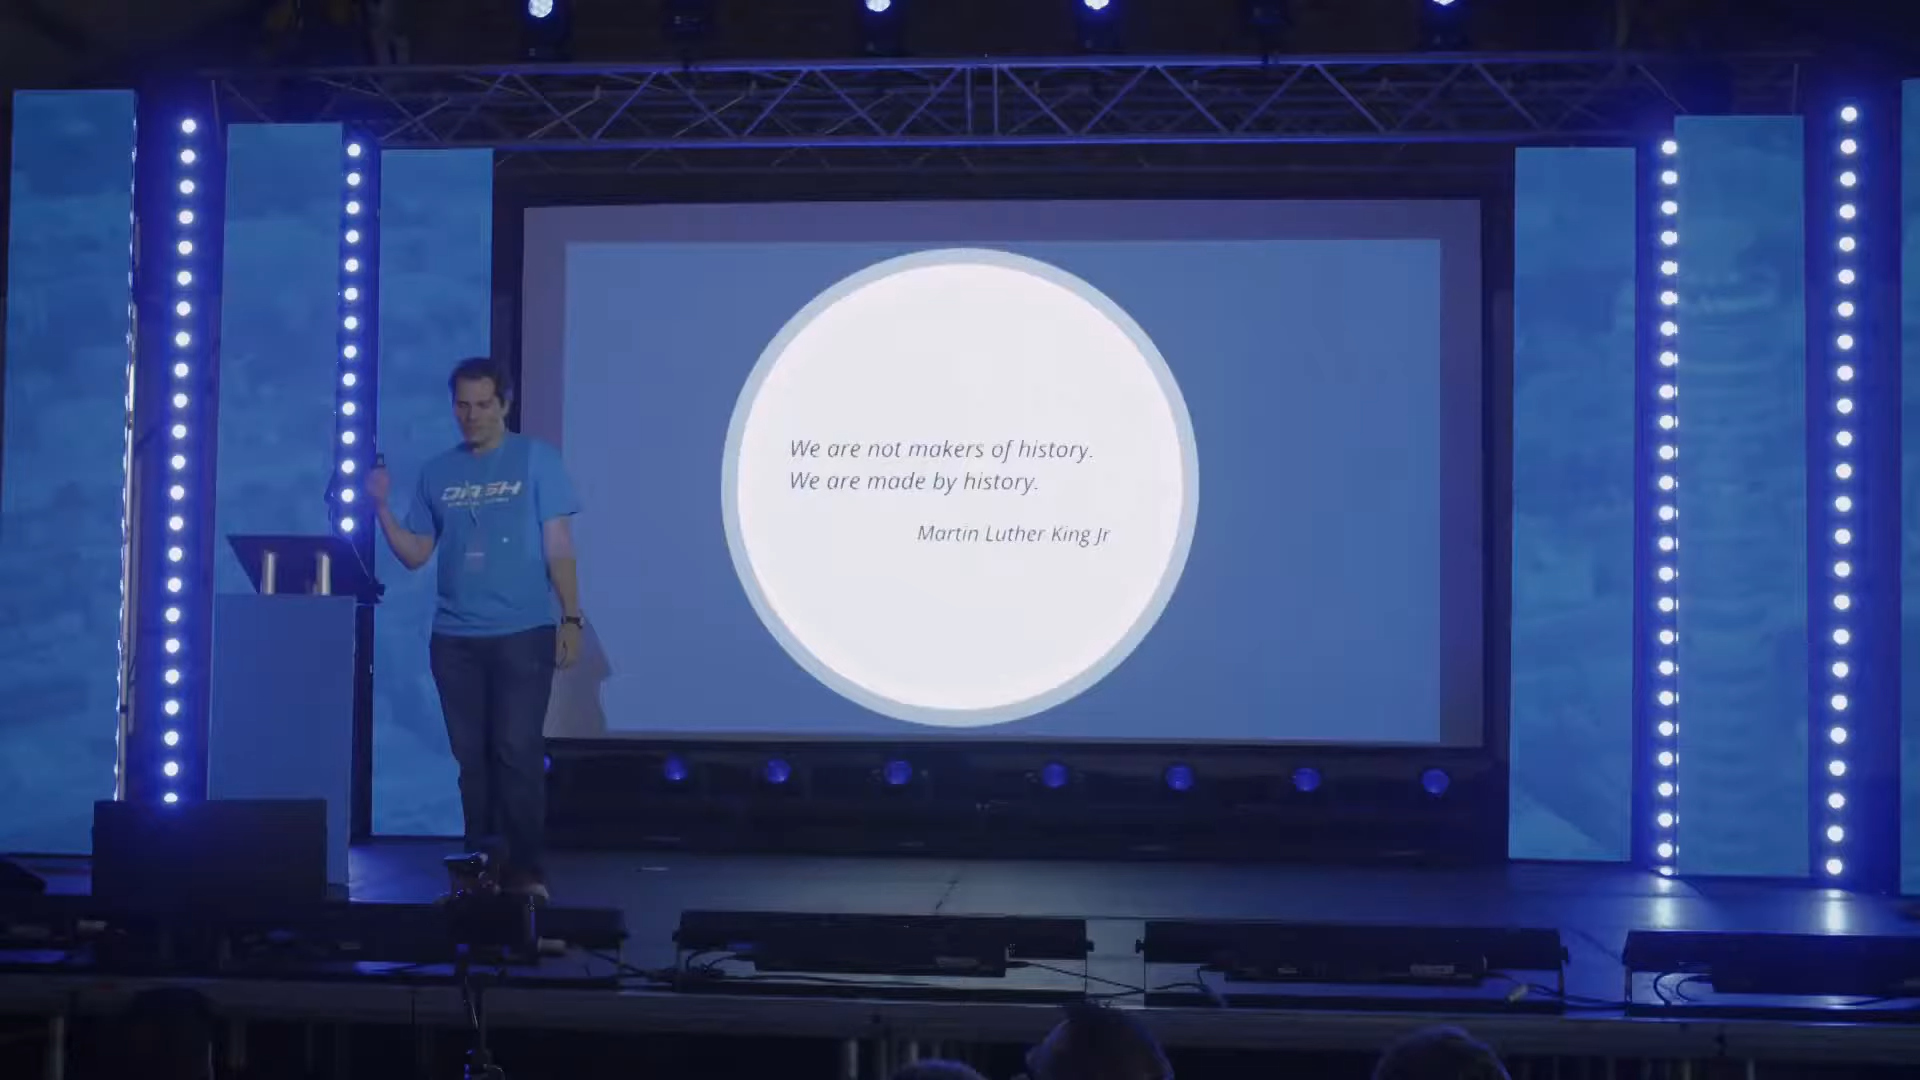 We are not makers of history.
We are made by history.
Martin Luther King Jr
DASH